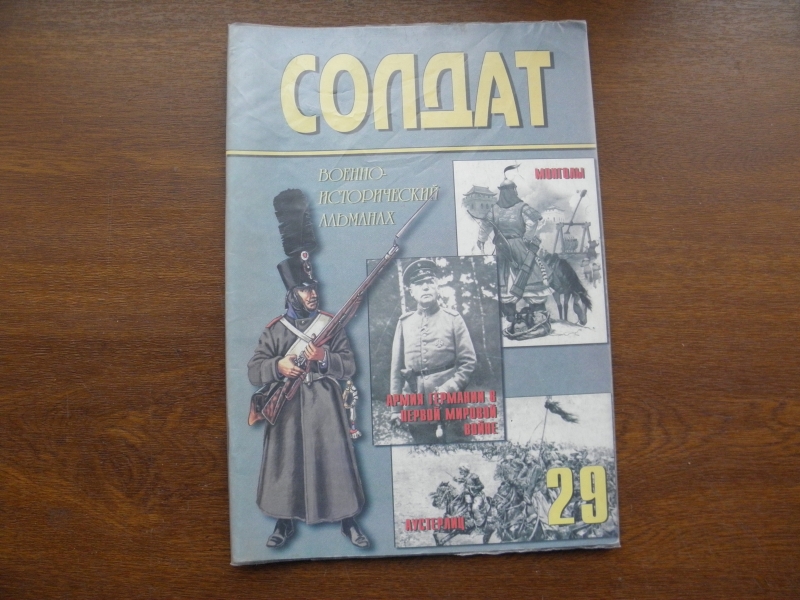 СОЛДАТ
ВОЕННО-
ИСТОРИЧЕСКИЙ
АЛЬМАНАХ
МОНГОЛЫ
АРМИЯ ГЕРМАНИИ В
ПЕРВОЙ МИРОВОЙ
ВОЙНЕ
АУСТЕРЛИЦ
29